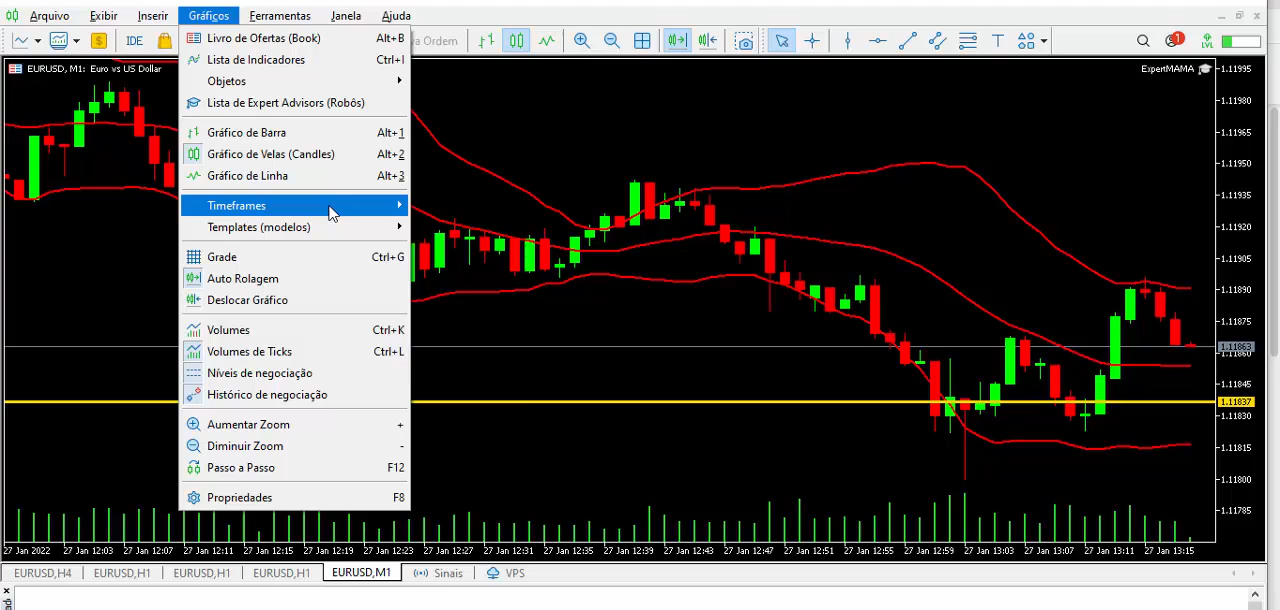 Arquivo Exibir Inserir Gráficos Ferramentas Janela Ajuda
IDE
Ordem
T
1
LVL
EURUSD, M1: Euro vs US Dollar
ExpertMAMA
Livro de Ofertas (Book) Alt+B
Lista de Indicadores Ctrl+I
Objetos
Lista de Expert Advisors (Robôs)
Gráfico de Barra Alt+1
Gráfico de Velas (Candles) Alt+2
Gráfico de Linha Alt+3
Timeframes
Templates (modelos)
Grade Ctrl+G
Auto Rolagem
Deslocar Gráfico
Volumes Ctrl+K
Volumes de Ticks Ctrl+L
Níveis de negociação
Histórico de negociação
Aumentar Zoom +
Diminuir Zoom -
Passo a Passo F12
Propriedades F8
1.11995
1.11980
1.11965
1.11950
1.11935
1.11920
1.11905
1.11890
1.11875
1.11863
1.11860
1.11845
1.11837
1.11830
1.11815
1.11800
1.11785
27 Jan 2022 27 Jan 12:03 27 Jan 12:07 27 Jan 12:11 27 Jan 12:15 27 Jan 12:19 27 Jan 12:23 27 Jan 12:27 27 Jan 12:31 27 Jan 12:35 27 Jan 12:39 27 Jan 12:43 27 Jan 12:47 27 Jan 12:51 27 Jan 12:55 27 Jan 12:59 27 Jan 13:03 27 Jan 13:07 27 Jan 13:11 27 Jan 13:15
EURUSD,H4 EURUSD,H1 EURUSD,H1 EURUSD,H1 EURUSD,M1 Sinais VPS